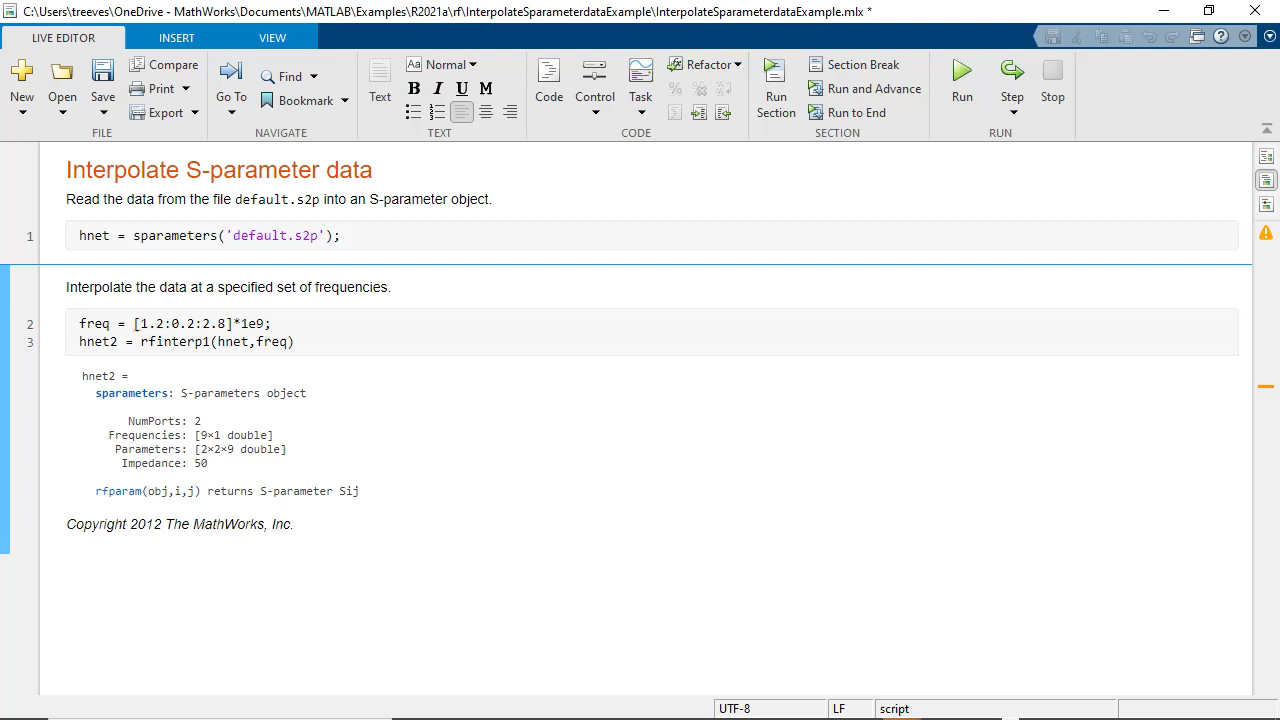 C:\Users\treeves\OneDrive - MathWorks\Documents\MATLAB\Examples\R2021a\rf\InterpolateSparameterdataExample\InterpolateSparameterdataExample.mlx *
LIVE EDITOR INSERT VIEW
New Open Save Compare Print Export
FILE
Go To Find Bookmark
NAVIGATE
Text Aa Normal B I U M
TEXT
Code Control Task Refactor
CODE
Run Section Section Break Run and Advance Run to End
SECTION
Run Step Stop
RUN
Interpolate S-parameter data
Read the data from the file default.s2p into an S-parameter object.
1 hnet = sparameters('default.s2p');
Interpolate the data at a specified set of frequencies.
2 freq = [1.2:0.2:2.8]*1e9;
3 hnet2 = rfinterp1(hnet,freq)
hnet2 =
sparameters: S-parameters object
NumPorts: 2
Frequencies: [9×1 double]
Parameters: [2×2×9 double]
Impedance: 50
rfparam(obj,i,j) returns S-parameter Sij
Copyright 2012 The MathWorks, Inc.
UTF-8 LF script